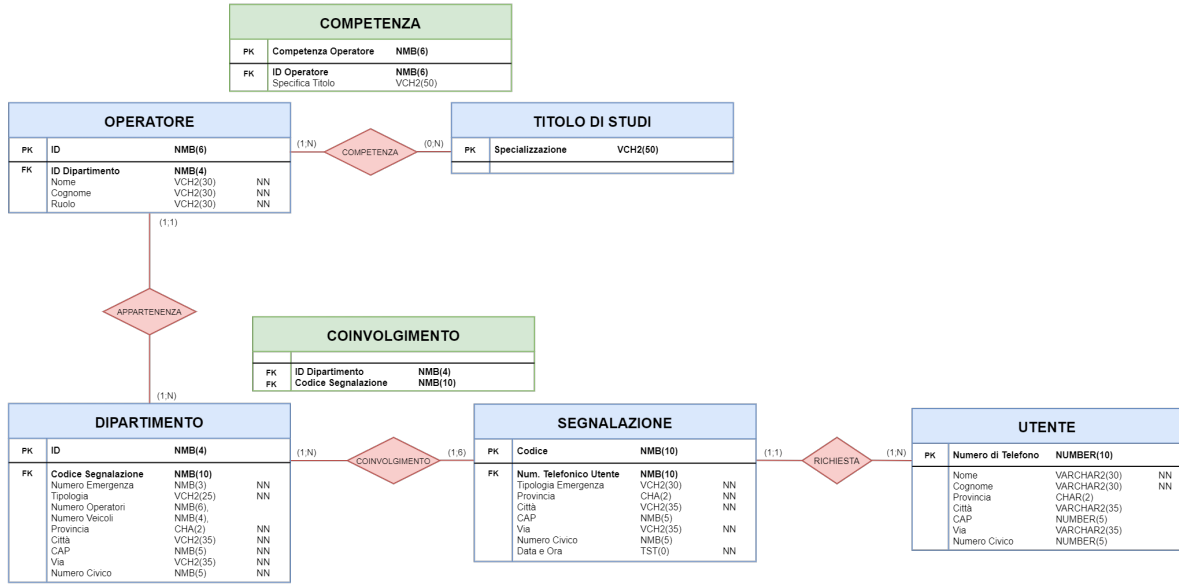 COMPETENZA
PK Competenza Operatore NMB(6)
FK ID Operatore NMB(6)
Specifica Titolo VCH2(50)
OPERATORE
PK ID NMB(6)
FK ID Dipartimento NMB(4)
Nome VCH2(30) NN
Cognome VCH2(30) NN
Ruolo VCH2(30) NN
(1;N) COMPETENZA (0;N)
TITOLO DI STUDI
PK Specializzazione VCH2(50)
(1;1)
APPARTENENZA
(1;N)
COINVOLGIMENTO
FK ID Dipartimento NMB(4)
FK Codice Segnalazione NMB(10)
DIPARTIMENTO
PK ID NMB(4)
FK Codice Segnalazione NMB(10)
Numero Emergenza NMB(3) NN
Tipologia VCH2(25) NN
Numero Operatori NMB(6),
Numero Veicoli NMB(4),
Provincia CHA(2) NN
Città VCH2(35) NN
CAP NMB(5) NN
Via VCH2(35) NN
Numero Civico NMB(5) NN
(1;N) COINVOLGIMENTO (1;6)
SEGNALAZIONE
PK Codice NMB(10)
FK Num. Telefonico Utente NMB(10)
Tipologia Emergenza VCH2(30) NN
Provincia CHA(2) NN
Città VCH2(35) NN
CAP NMB(5)
Via VCH2(35) NN
Numero Civico NMB(5)
Data e Ora TST(0) NN
(1;1) RICHIESTA (1;N)
UTENTE
PK Numero di Telefono NUMBER(10)
Nome VARCHAR2(30) NN
Cognome VARCHAR2(30) NN
Provincia CHAR(2)
Città VARCHAR2(35)
CAP NUMBER(5)
Via VARCHAR2(35)
Numero Civico NUMBER(5)